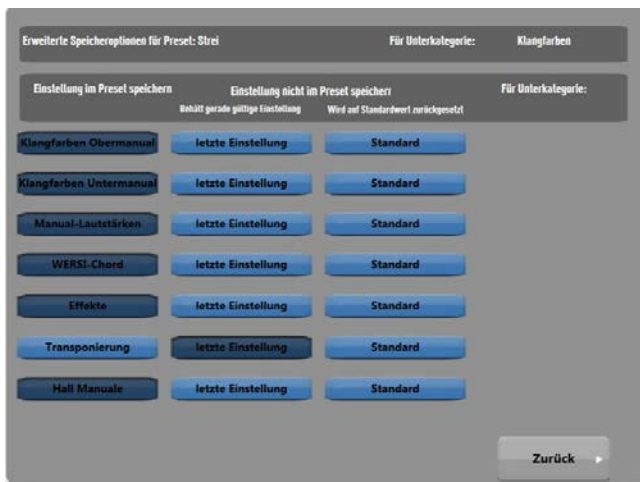 Erweiterte Speicheroptionen für Preset: Strei Für Unterkategorie: Klangfarben
Einstellung im Preset speichern Einstellung nicht im Preset speicherr Für Unterkategorie:
Behält gerade gültige Einstellung Wird auf Standardwert zurückgesetzt
Klangfarben Obermanual letzte Einstellung Standard
Klangfarben Untermanual letzte Einstellung Standard
Manual-Lautstärken letzte Einstellung Standard
WERSI-Chord letzte Einstellung Standard
Effekte letzte Einstellung Standard
Transponierung letzte Einstellung Standard
Hall Manuale letzte Einstellung Standard
Zurück